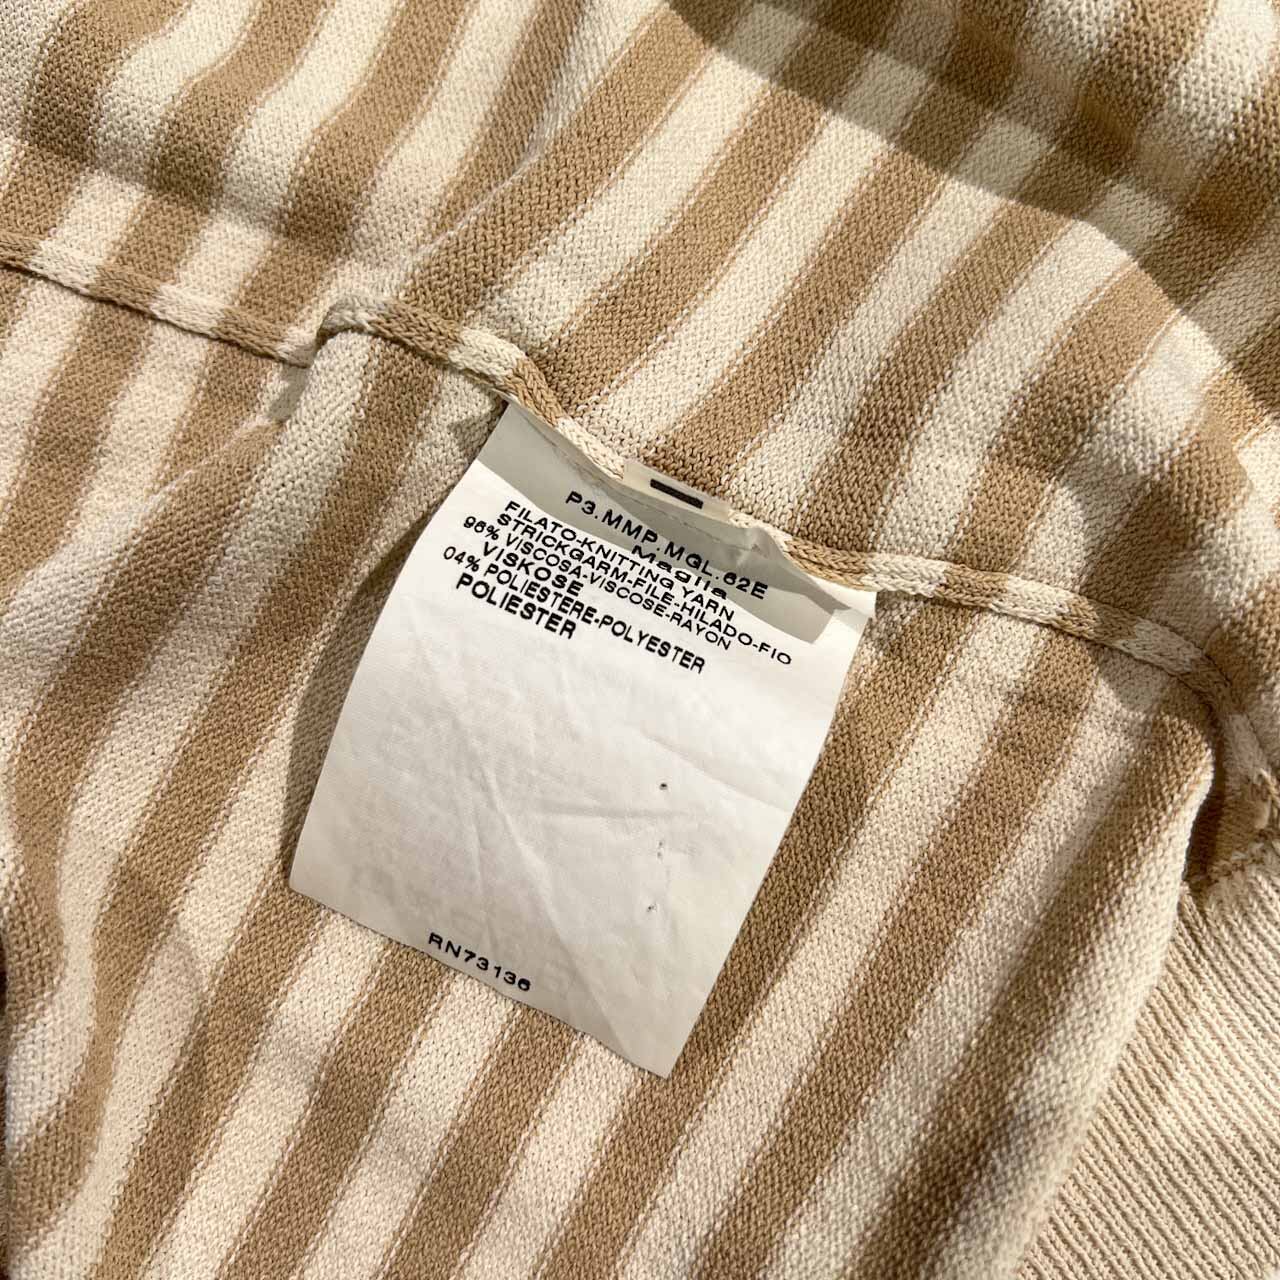 P3.MMP.MGL.62E
Maglia
FILATO-KNITTING YARN
STRICKGARM-FILE-HILADO-FIO
96% VISCOSA-VISCOSE-RAYON
VISKOSE
04% POLIESTERE-POLYESTER
POLIESTER
RN73136